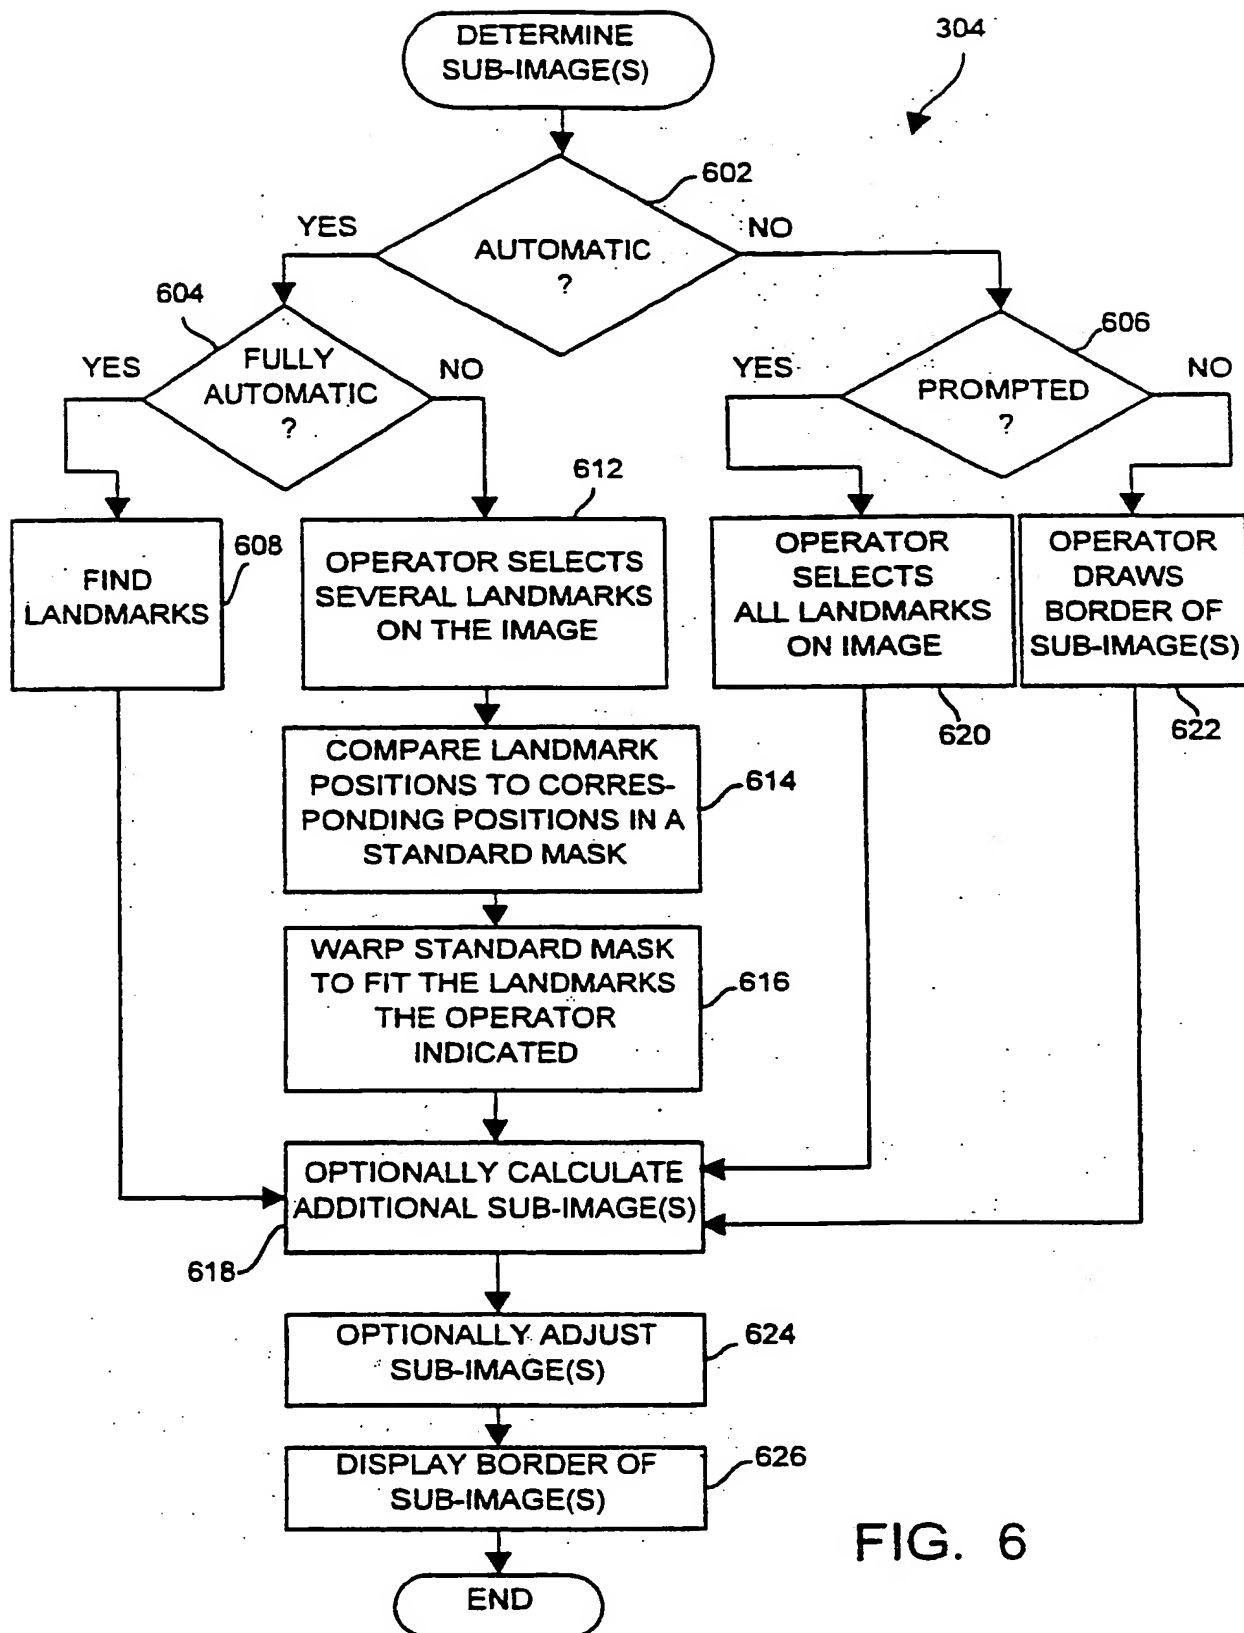 DETERMINE
SUB-IMAGE(S)
304
602
YES
NO
AUTOMATIC
?
604
606
YES
FULLY
AUTOMATIC
?
NO
YES
PROMPTED
?
NO
612
FIND
LANDMARKS
608
OPERATOR SELECTS
SEVERAL LANDMARKS
ON THE IMAGE
OPERATOR
SELECTS
ALL LANDMARKS
ON IMAGE
OPERATOR
DRAWS
BORDER OF
SUB-IMAGE(S)
620
622
COMPARE LANDMARK
POSITIONS TO CORRES-
PONDING POSITIONS IN A
STANDARD MASK
614
WARP STANDARD MASK
TO FIT THE LANDMARKS
THE OPERATOR
INDICATED
616
OPTIONALLY CALCULATE
ADDITIONAL SUB-IMAGE(S)
618
OPTIONALLY ADJUST
SUB-IMAGE(S)
624
DISPLAY BORDER OF
SUB-IMAGE(S)
626
END
FIG. 6